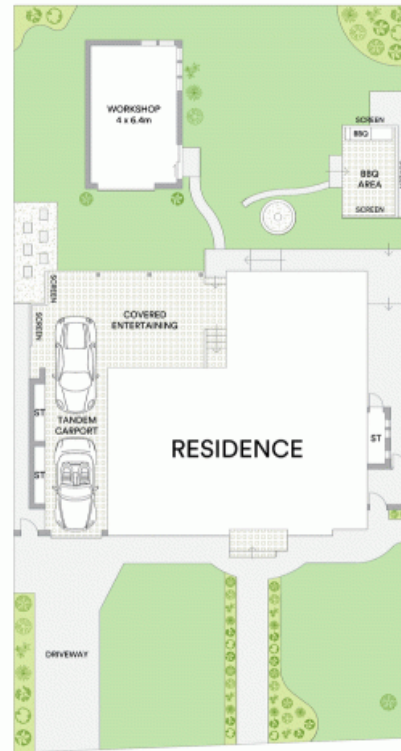 WORKSHOP
4 x 6.4m
SCREEN
BBQ
BBQ
AREA
SCREEN
SCREEN
SCREEN
COVERED
ENTERTAINING
ST
TANDEM
CARPORT
ST
RESIDENCE
ST
DRIVEWAY